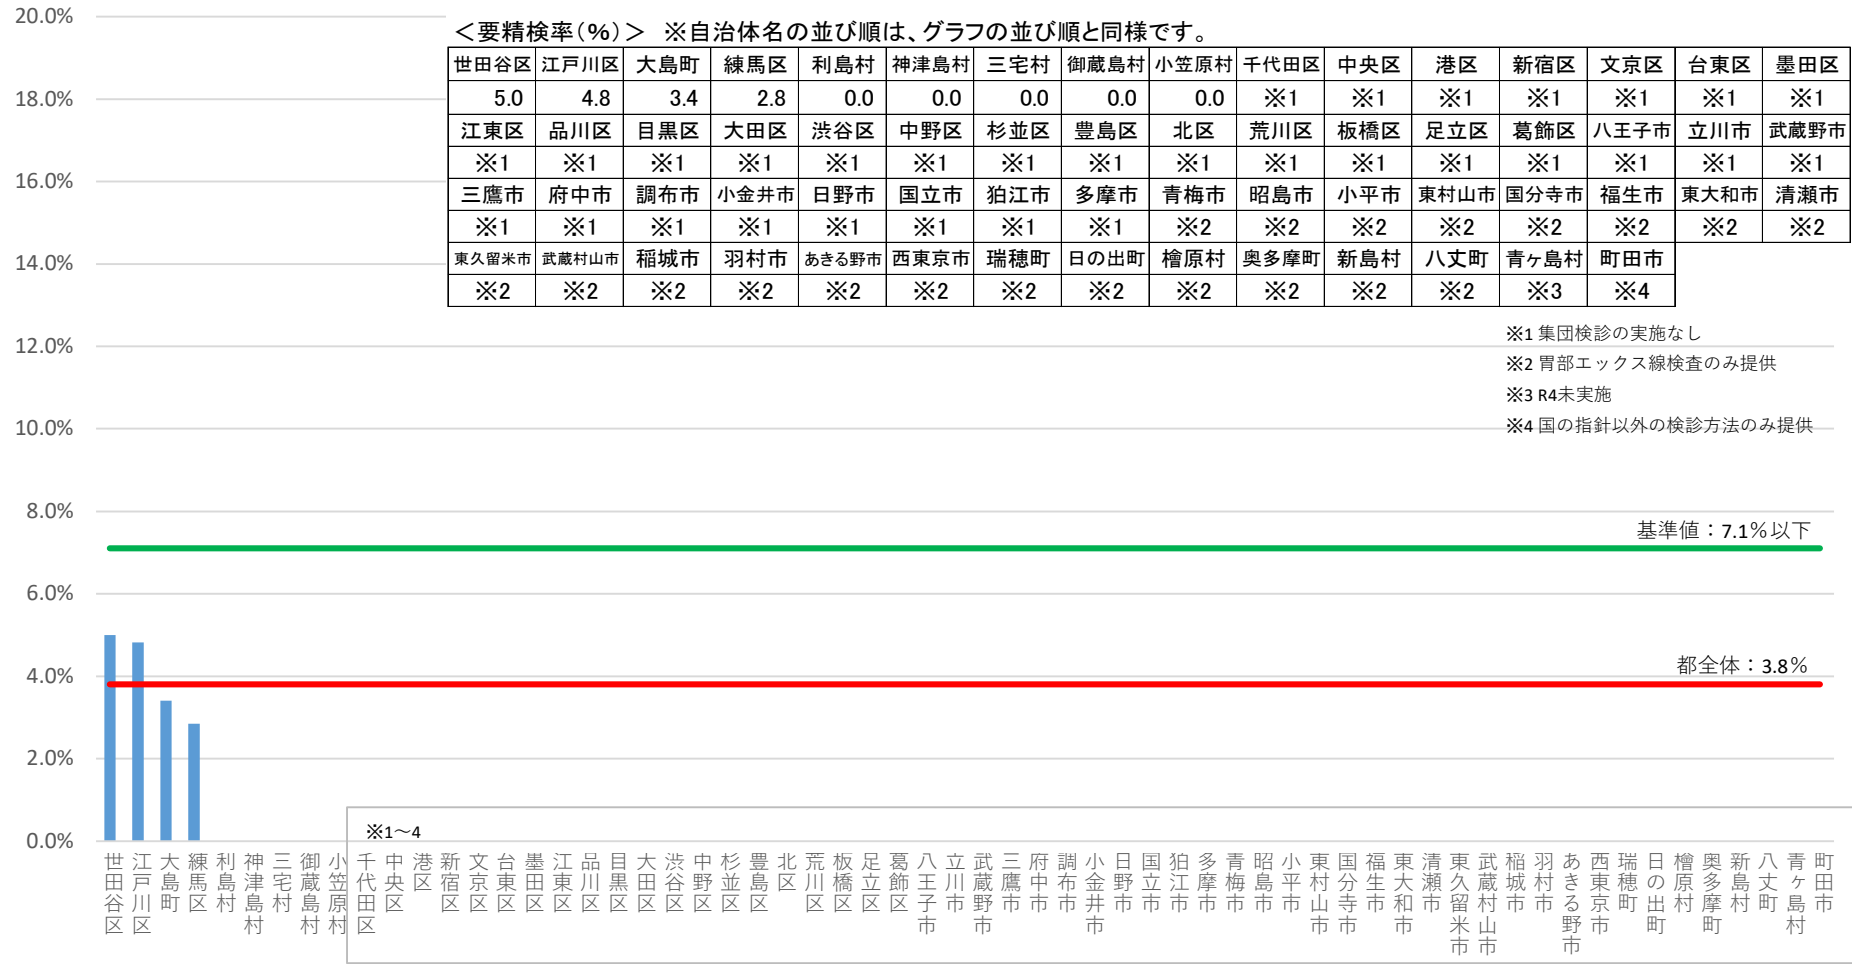 ＜要精検率（%）＞ ※自治体名の並び順は、グラフの並び順と同様です。
世田谷区 江戸川区 大島町 練馬区 利島村 神津島村 三宅村 御蔵島村 小笠原村 千代田区 中央区 港区 新宿区 文京区 台東区 墨田区
5.0 4.8 3.4 2.8 0.0 0.0 0.0 0.0 0.0 ※1 ※1 ※1 ※1 ※1 ※1 ※1
江東区 品川区 目黒区 大田区 渋谷区 中野区 杉並区 豊島区 北区 荒川区 板橋区 足立区 葛飾区 八王子市 立川市 武蔵野市
※1 ※1 ※1 ※1 ※1 ※1 ※1 ※1 ※1 ※1 ※1 ※1 ※1 ※1 ※1 ※1
三鷹市 府中市 調布市 小金井市 日野市 国立市 狛江市 多摩市 青梅市 昭島市 小平市 東村山市 国分寺市 福生市 東大和市 清瀬市
※1 ※1 ※1 ※1 ※1 ※1 ※1 ※1 ※2 ※2 ※2 ※2 ※2 ※2 ※2 ※2
東久留米市 武蔵村山市 稲城市 羽村市 あきる野市 西東京市 瑞穂町 日の出町 檜原村 奥多摩町 新島村 八丈町 青ヶ島村 町田市
※2 ※2 ※2 ※2 ※2 ※2 ※2 ※2 ※2 ※2 ※2 ※2 ※3 ※4
※1 集団検診の実施なし
※2 胃部エックス線検査のみ提供
※3 R4未実施
※4 国の指針以外の検診方法のみ提供
20.0%
18.0%
16.0%
14.0%
12.0%
10.0%
8.0%
6.0%
4.0%
2.0%
0.0%
基準値：7.1%以下
都全体：3.8%
※1～4
世田谷区
江戸川区
大島町
練馬区
利島村
神津島村
三宅村
御蔵島村
小笠原村
千代田区
中央区
港区
新宿区
文京区
台東区
墨田区
江東区
品川区
目黒区
大田区
渋谷区
中野区
杉並区
豊島区
北区
荒川区
板橋区
足立区
葛飾区
八王子市
立川市
武蔵野市
三鷹市
府中市
調布市
小金井市
日野市
国立市
狛江市
多摩市
青梅市
昭島市
小平市
東村山市
国分寺市
福生市
東大和市
清瀬市
東久留米市
武蔵村山市
稲城市
羽村市
あきる野市
西東京市
瑞穂町
日の出町
檜原村
奥多摩町
新島村
八丈町
青ヶ島村
町田市